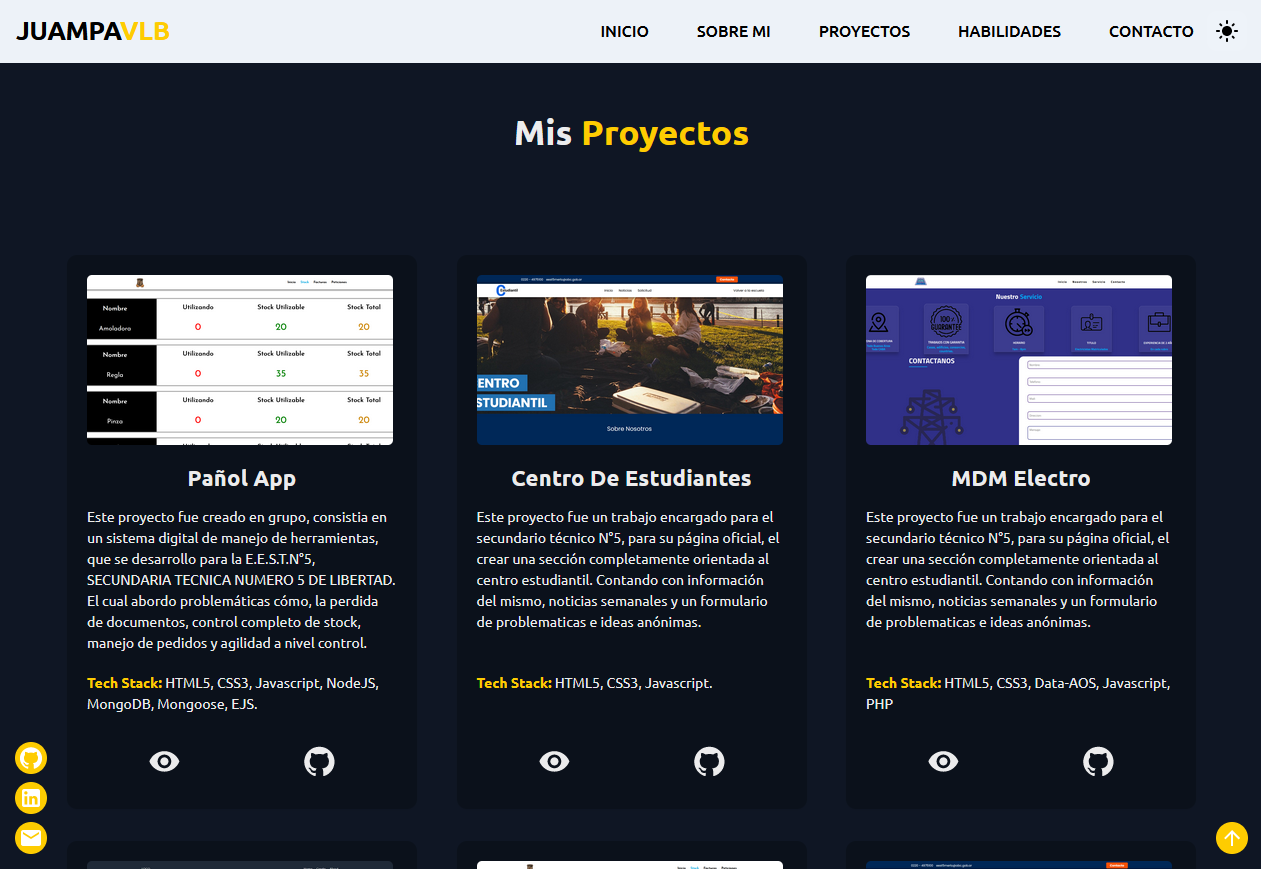 JUAMPAVLB
INICIO SOBRE MI PROYECTOS HABILIDADES CONTACTO
Mis Proyectos
Nombre Utilizando Stock Utilizable Stock Total
Amoladora 0 20 20
Nombre Utilizando Stock Utilizable Stock Total
Regla 0 35 35
Nombre Utilizando Stock Utilizable Stock Total
Pinza 0 20 20
ENTRO
STUDIANTIL
Sobre Nosotros
Nuestro Servicio
100%
GUARANTEE
CONTACTANOS
Pañol App
Este proyecto fue creado en grupo, consistia en
un sistema digital de manejo de herramientas,
que se desarrollo para la E.E.S.T.N°5,
SECUNDARIA TECNICA NUMERO 5 DE LIBERTAD.
El cual abordo problemáticas cómo, la perdida
de documentos, control completo de stock,
manejo de pedidos y agilidad a nivel control.
Tech Stack: HTML5, CSS3, Javascript, NodeJS,
MongoDB, Mongoose, EJS.
Centro De Estudiantes
Este proyecto fue un trabajo encargado para el
secundario técnico N°5, para su página oficial, el
crear una sección completamente orientada al
centro estudiantil. Contando con información
del mismo, noticias semanales y un formulario
de problematicas e ideas anónimas.
Tech Stack: HTML5, CSS3, Javascript.
MDM Electro
Este proyecto fue un trabajo encargado para el
secundario técnico N°5, para su página oficial, el
crear una sección completamente orientada al
centro estudiantil. Contando con información
del mismo, noticias semanales y un formulario
de problematicas e ideas anónimas.
Tech Stack: HTML5, CSS3, Data-AOS, Javascript,
PHP